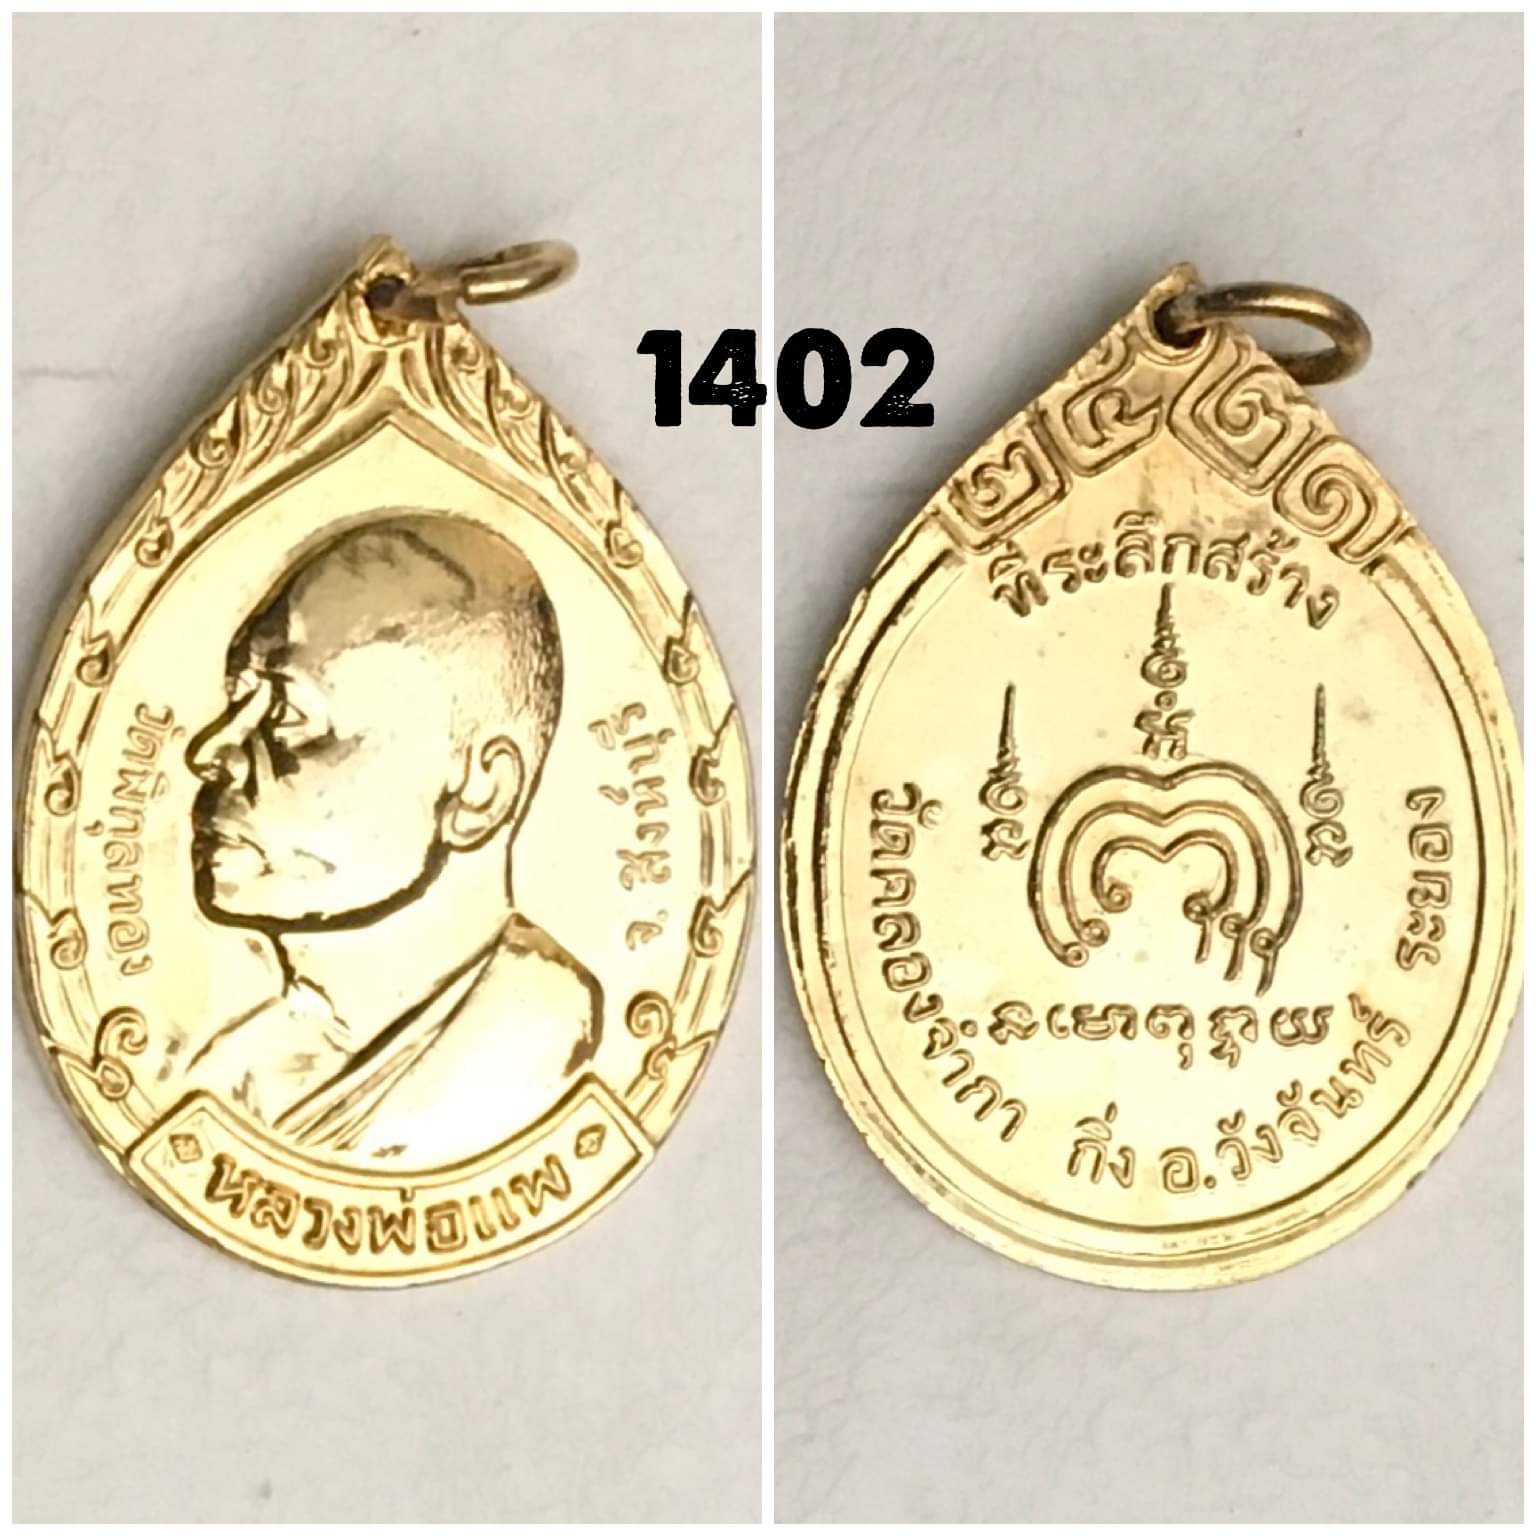 1402
วัดพิกุลทอง
จ. สิงห์บุรี
หลวงพ่อแพ
๒๕๒๑
ที่ระลึกสร้าง
วัดคลองจำกา กิ่ง อ.วังจันทร์ ระยอง